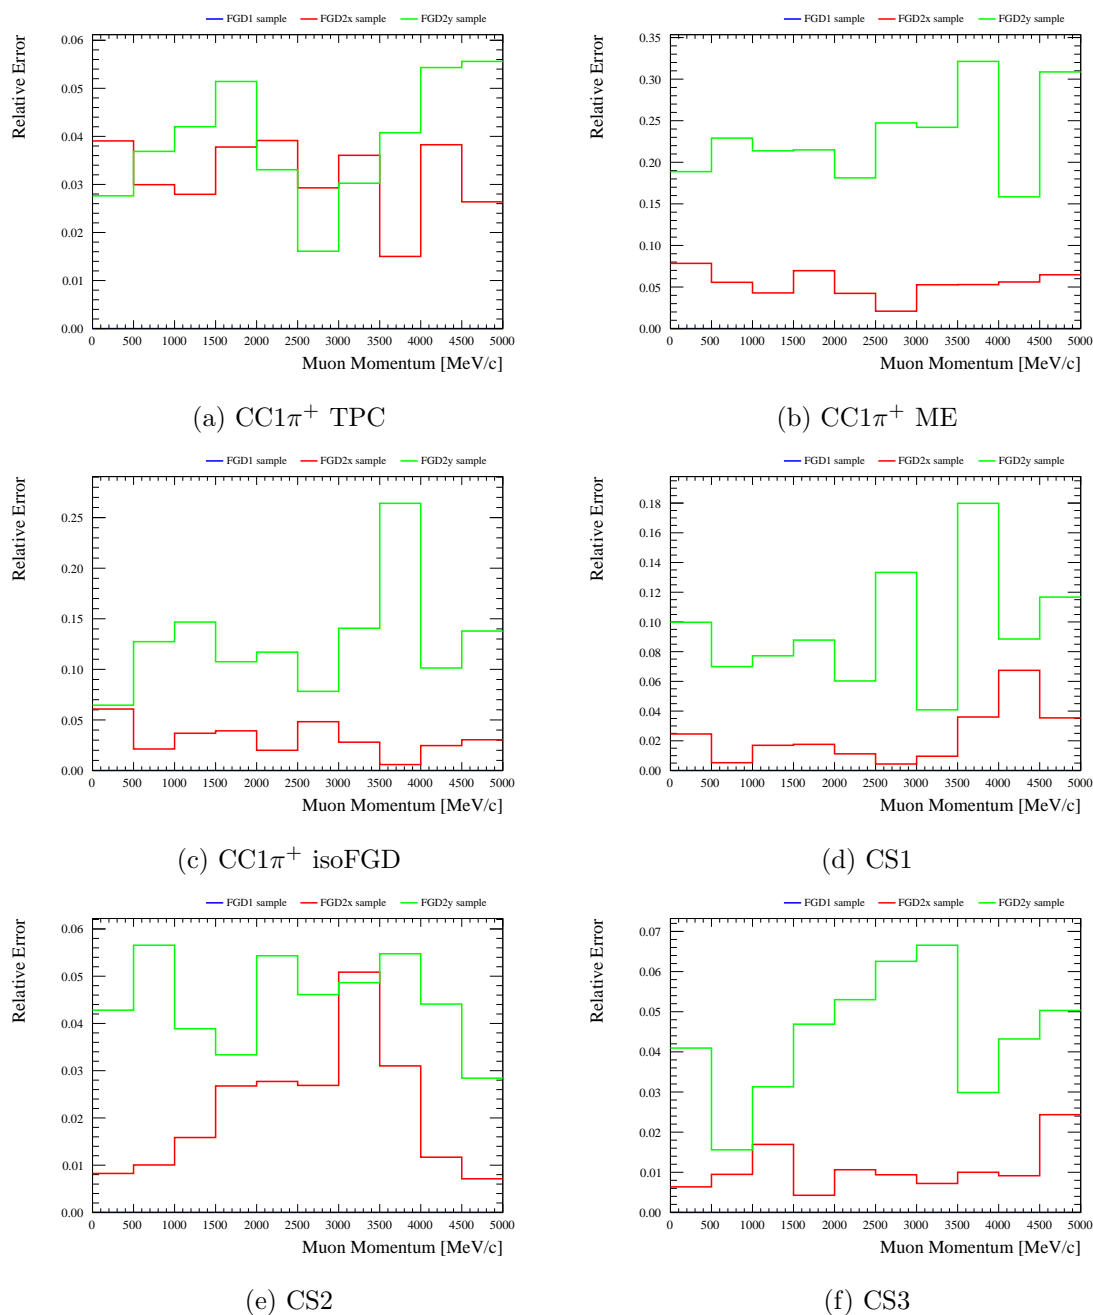 FGD1 sample FGD2x sample FGD2y sample
Relative Error
0.06
0.05
0.04
0.03
0.02
0.01
0.00
0 500 1000 1500 2000 2500 3000 3500 4000 4500 5000
Muon Momentum [MeV/c]
(a) CC1π⁺ TPC
FGD1 sample FGD2x sample FGD2y sample
Relative Error
0.35
0.30
0.25
0.20
0.15
0.10
0.05
0.00
0 500 1000 1500 2000 2500 3000 3500 4000 4500 5000
Muon Momentum [MeV/c]
(b) CC1π⁺ ME
FGD1 sample FGD2x sample FGD2y sample
Relative Error
0.25
0.20
0.15
0.10
0.05
0.00
0 500 1000 1500 2000 2500 3000 3500 4000 4500 5000
Muon Momentum [MeV/c]
(c) CC1π⁺ isoFGD
FGD1 sample FGD2x sample FGD2y sample
Relative Error
0.18
0.16
0.14
0.12
0.10
0.08
0.06
0.04
0.02
0.00
0 500 1000 1500 2000 2500 3000 3500 4000 4500 5000
Muon Momentum [MeV/c]
(d) CS1
FGD1 sample FGD2x sample FGD2y sample
Relative Error
0.06
0.05
0.04
0.03
0.02
0.01
0.00
0 500 1000 1500 2000 2500 3000 3500 4000 4500 5000
Muon Momentum [MeV/c]
(e) CS2
FGD1 sample FGD2x sample FGD2y sample
Relative Error
0.07
0.06
0.05
0.04
0.03
0.02
0.01
0.00
0 500 1000 1500 2000 2500 3000 3500 4000 4500 5000
Muon Momentum [MeV/c]
(f) CS3